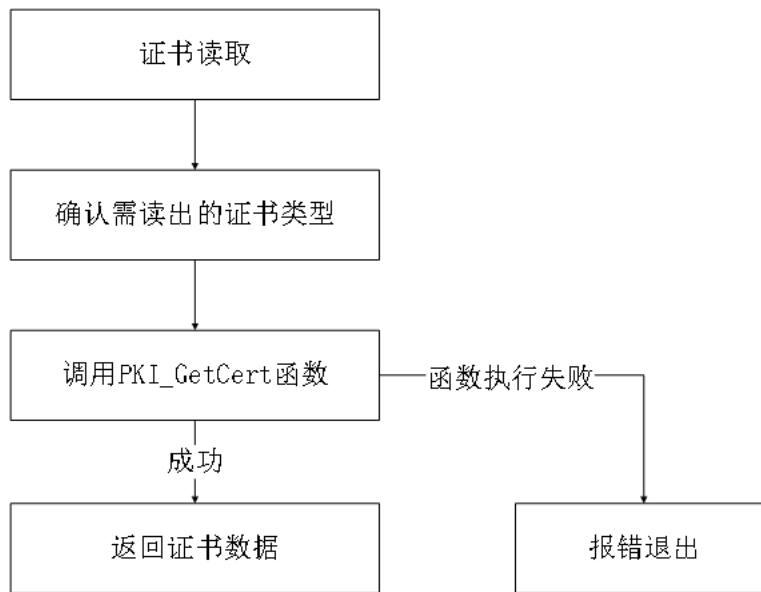 证书读取
确认需读出的证书类型
调用PKI_GetCert函数
函数执行失败
成功
返回证书数据
报错退出